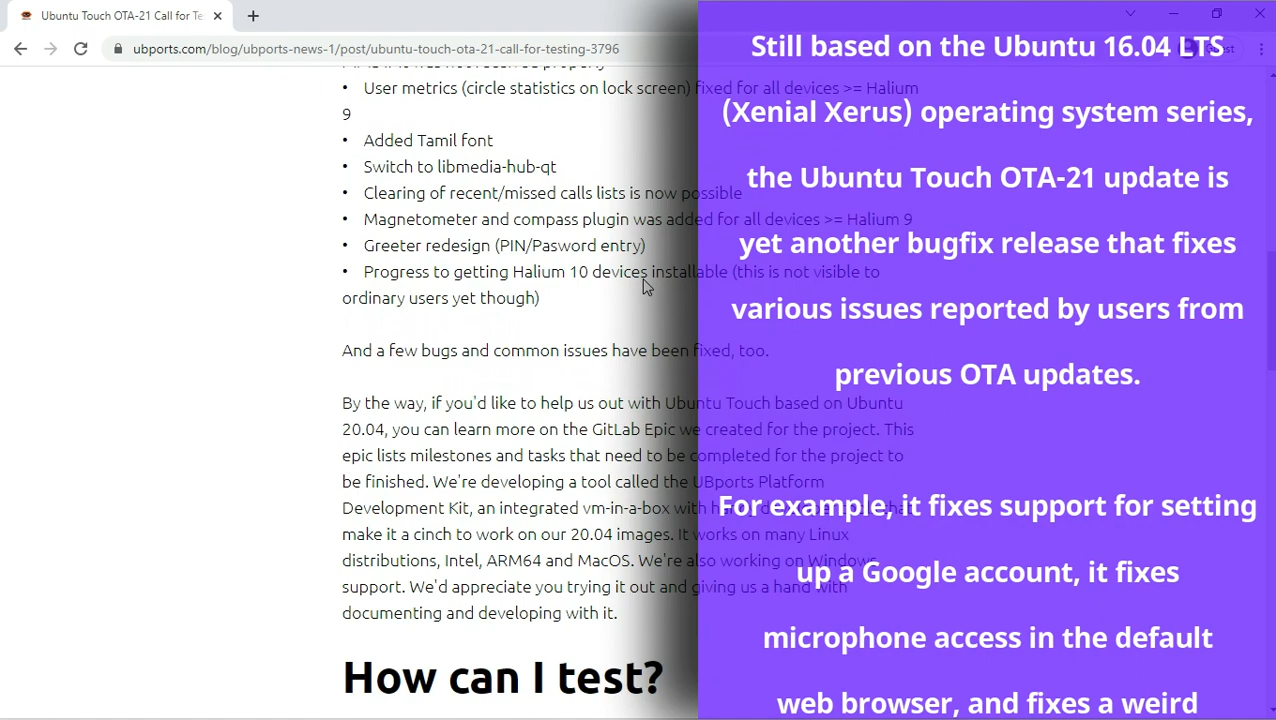 Ubuntu Touch OTA-21 Call for Te
ubports.com/blog/ubports-news-1/post/ubuntu-touch-ota-21-call-for-testing-3796
• User metrics (circle statistics on lock screen) fixed for all devices >= Halium
9
• Added Tamil font
• Switch to libmedia-hub-qt
• Clearing of recent/missed calls lists is now possible
• Magnetometer and compass plugin was added for all devices >= Halium 9
• Greeter redesign (PIN/Pasword entry)
• Progress to getting Halium 10 devices installable (this is not visible to
ordinary users yet though)
And a few bugs and common issues have been fixed, too.
By the way, if you'd like to help us out with Ubuntu Touch based on Ubuntu
20.04, you can learn more on the GitLab Epic we created for the project. This
epic lists milestones and tasks that need to be completed for the project to
be finished. We're developing a tool called the UBports Platform
Development Kit, an integrated vm-in-a-box with
make it a cinch to work on our 20.04 images. It works on many Linux
distributions, Intel, ARM64 and MacOS. We're also working on Windows
support. We'd appreciate you trying it out and giving us a hand with
documenting and developing with it.
How can I test?
Still based on the Ubuntu 16.04 LTS
(Xenial Xerus) operating system series,
the Ubuntu Touch OTA-21 update is
yet another bugfix release that fixes
various issues reported by users from
previous OTA updates.
For example, it fixes support for setting
up a Google account, it fixes
microphone access in the default
web browser, and fixes a weird